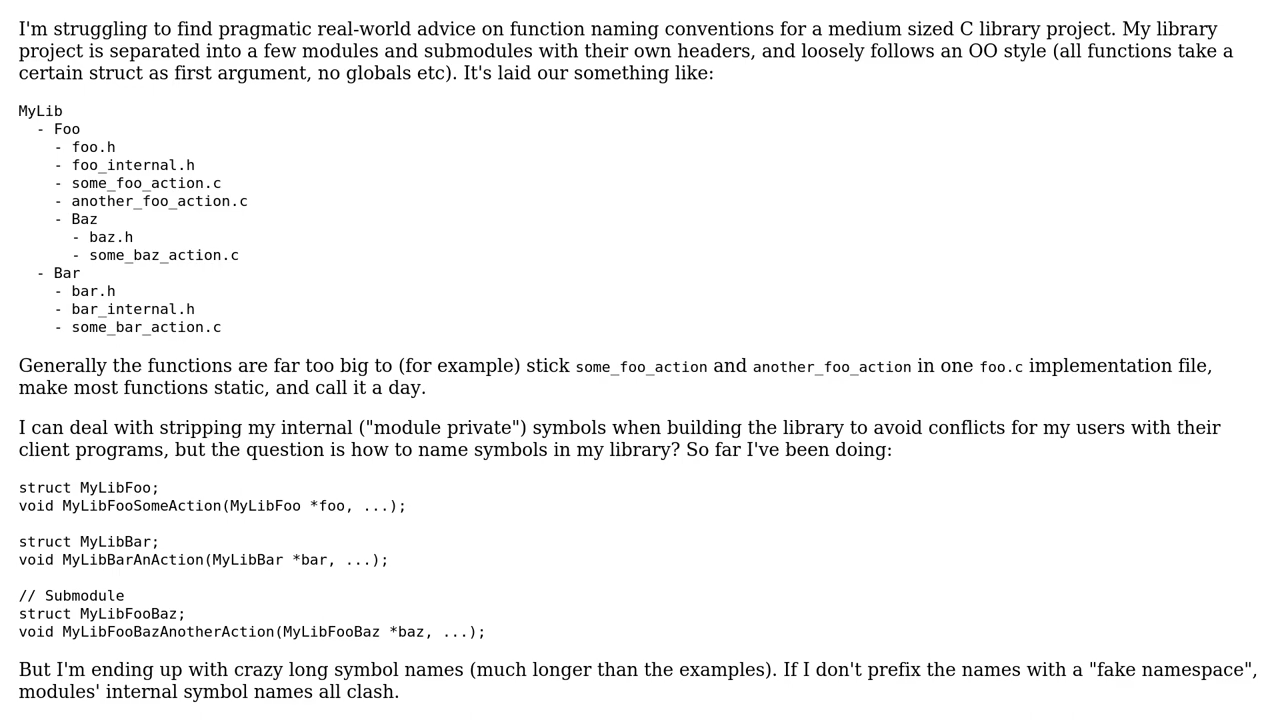 I'm struggling to find pragmatic real-world advice on function naming conventions for a medium sized C library project. My library
project is separated into a few modules and submodules with their own headers, and loosely follows an OO style (all functions take a
certain struct as first argument, no globals etc). It's laid our something like:
MyLib
- Foo
- foo.h
- foo_internal.h
- some_foo_action.c
- another_foo_action.c
- Baz
- baz.h
- some_baz_action.c
- Bar
- bar.h
- bar_internal.h
- some_bar_action.c
Generally the functions are far too big to (for example) stick some_foo_action and another_foo_action in one foo.c implementation file,
make most functions static, and call it a day.
I can deal with stripping my internal ("module private") symbols when building the library to avoid conflicts for my users with their
client programs, but the question is how to name symbols in my library? So far I've been doing:
struct MyLibFoo;
void MyLibFooSomeAction(MyLibFoo *foo, ...);
struct MyLibBar;
void MyLibBarAnAction(MyLibBar *bar, ...);
// Submodule
struct MyLibFooBaz;
void MyLibFooBazAnotherAction(MyLibFooBaz *baz, ...);
But I'm ending up with crazy long symbol names (much longer than the examples). If I don't prefix the names with a "fake namespace",
modules' internal symbol names all clash.